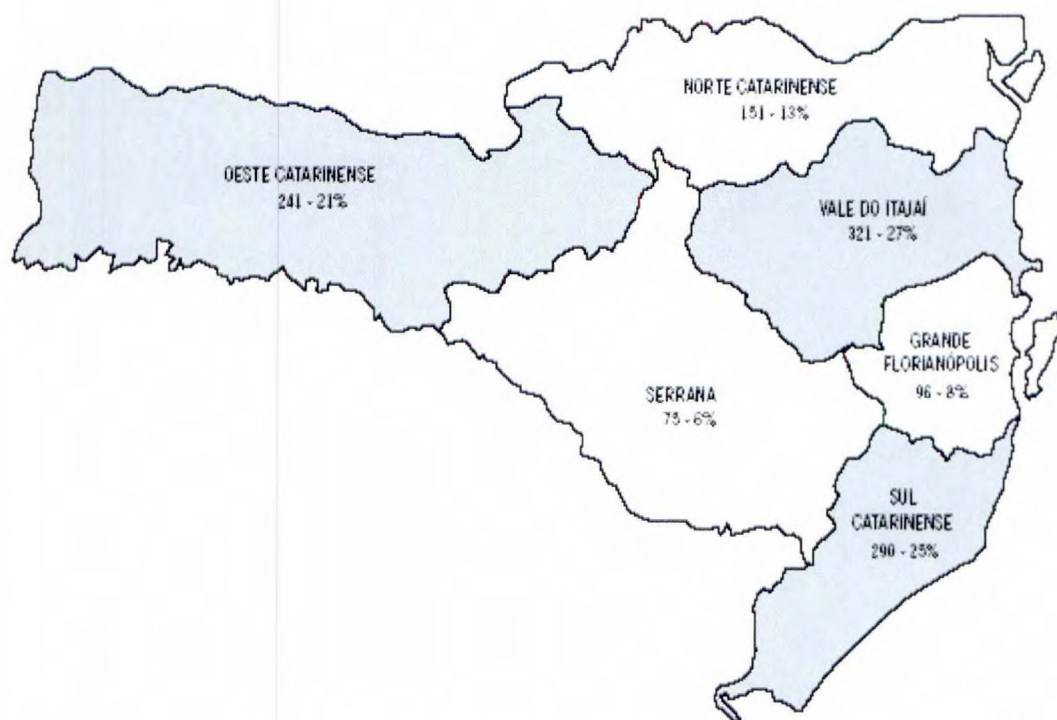 NORTE CATARINENSE
151 - 13%
OESTE CATARINENSE
241 - 21%
VALE DO ITAJAÍ
321 - 27%
GRANDE
FLORIANÓPOLIS
96 - 8%
SERRANA
73 - 6%
SUL
CATARINENSE
290 - 25%